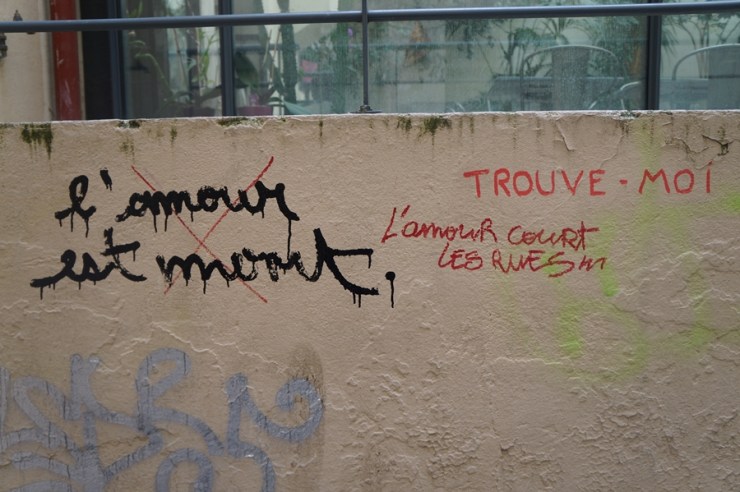 l'amour
est mort.
TROUVE-MOI
L'amour court
LES RUES